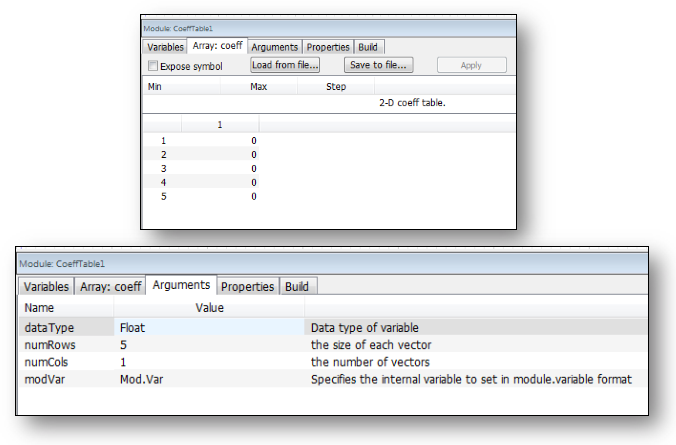 Module: CoeffTable1
Variables Array: coeff Arguments Properties Build
Expose symbol Load from file... Save to file... Apply
Min Max Step
2-D coeff table.
1
1 0
2 0
3 0
4 0
5 0
Module: CoeffTable1
Variables Array: coeff Arguments Properties Build
Name Value
dataType Float Data type of variable
numRows 5 the size of each vector
numCols 1 the number of vectors
modVar Mod.Var Specifies the internal variable to set in module.variable format